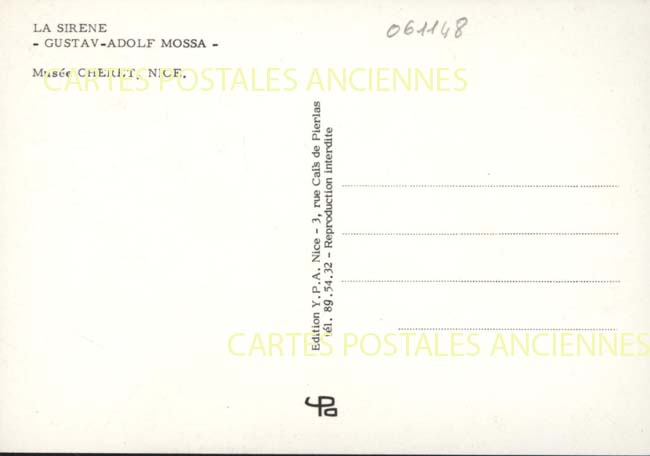 LA SIRENE
- GUSTAV-ADOLF MOSSA -
Musée CHERET, NICE.
061148
CARTES POSTALES ANCIENNES
Edition Y.P.A. Nice - 3, rue Caïs de Pierlas
tél. 89.54.32 - Reproduction interdite
CARTES POSTALES ANCIENNES